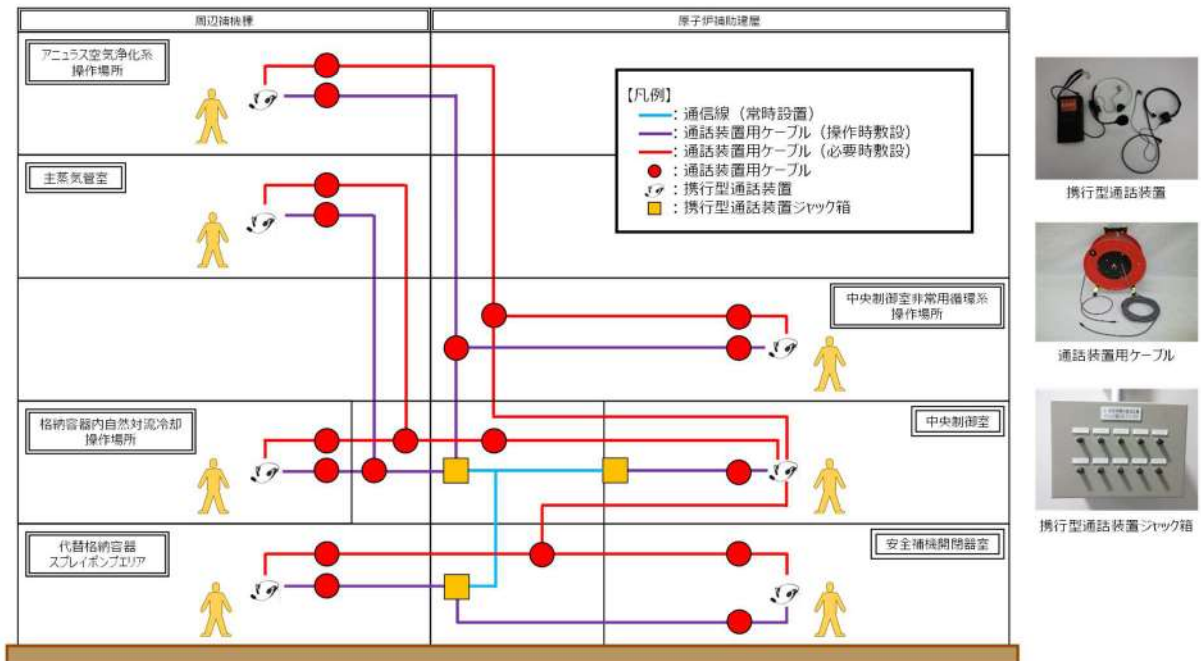 周辺補機棟
原子炉補助建屋
アニュラス空気浄化系
操作場所
【凡例】
：通信線（常時設置）
：通話装置用ケーブル（操作時敷設）
：通話装置用ケーブル（必要時敷設）
：通話装置用ケーブル
：携行型通話装置
：携行型通話装置ジャック箱
主蒸気管室
中央制御室非常用循環系
操作場所
格納容器内自然対流冷却
操作場所
中央制御室
代替格納容器
スプレイポンプエリア
安全補機開閉器室
携行型通話装置
通話装置用ケーブル
携行型通話装置ジャック箱